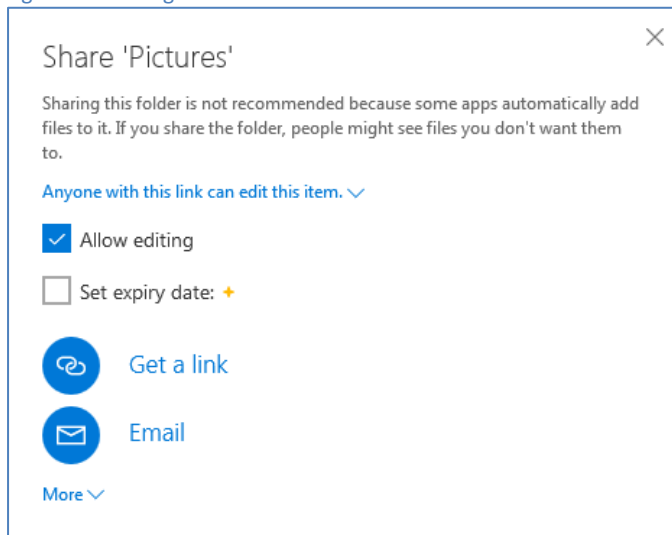 Share 'Pictures'
Sharing this folder is not recommended because some apps automatically add
files to it. If you share the folder, people might see files you don't want them
to.
Anyone with this link can edit this item.
Allow editing
Set expiry date:
Get a link
Email
More